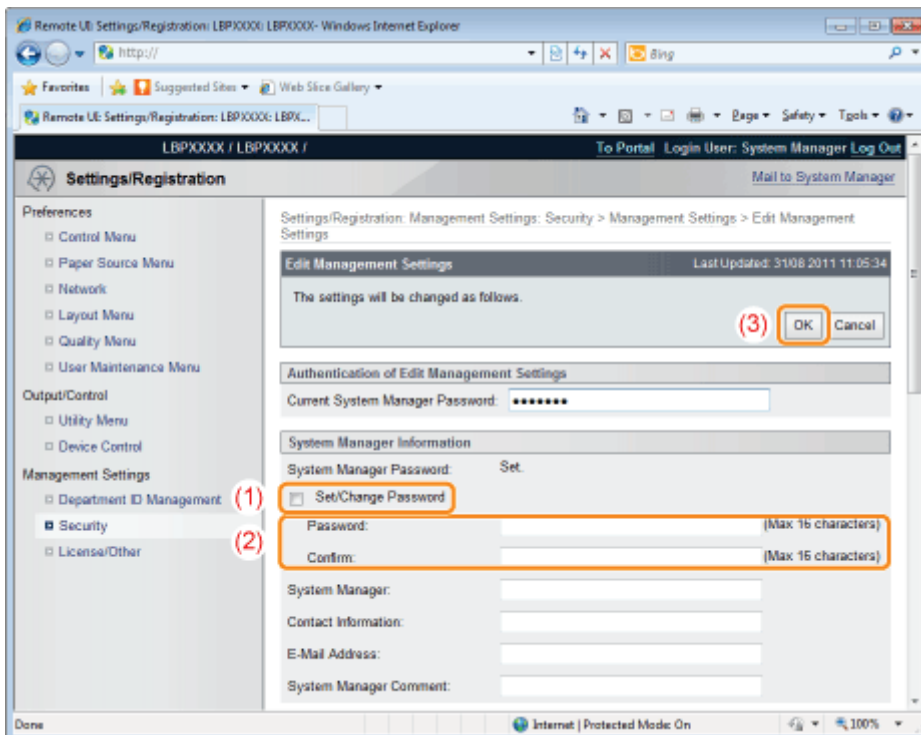 Remote UI: Settings/Registration: LBPXXXX: LBPXXXX- Windows Internet Explorer
http://
Bing
Favorites Suggested Sites Web Slice Gallery
Remote UI: Settings/Registration: LBPXXXX: LBPX...
Page Safety Tools
LBPXXXX / LBPXXXX /
To Portal Login User: System Manager Log Out
Settings/Registration
Mail to System Manager
Preferences
Control Menu
Paper Source Menu
Network
Layout Menu
Quality Menu
User Maintenance Menu
Output/Control
Utility Menu
Device Control
Management Settings
Department ID Management
Security
License/Other
Settings/Registration: Management Settings: Security > Management Settings > Edit Management
Settings
Edit Management Settings Last Updated: 31/08 2011 11:05:34
The settings will be changed as follows.
(3) OK Cancel
Authentication of Edit Management Settings
Current System Manager Password: •••••••
System Manager Information
System Manager Password: Set.
(1) Set/Change Password
(2)
Password: (Max 16 characters)
Confirm: (Max 16 characters)
System Manager:
Contact Information:
E-Mail Address:
System Manager Comment:
Done Internet | Protected Mode: On 100%